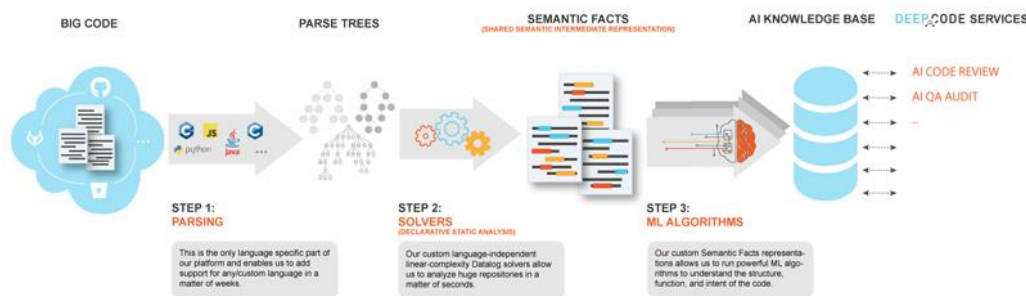 BIG CODE
PARSE TREES
SEMANTIC FACTS
(SHARED SEMANTIC INTERMEDIATE REPRESENTATION)
AI KNOWLEDGE BASE
DEEP CODE SERVICES
C
JS
Java
C
python
...
...
AI CODE REVIEW
AI QA AUDIT
...
STEP 1:
PARSING
This is the only language specific part of
our platform and enables us to add
support for any/custom language in a
matter of weeks.
STEP 2:
SOLVERS
(DECLARATIVE STATIC ANALYSIS)
Our custom language-independent
linear-complexity Datalog solvers allow
us to analyze huge repositories in a
matter of seconds.
STEP 3:
ML ALGORITHMS
Our custom Semantic Facts representa-
tions allows us to run powerful ML algo-
rithms to understand the structure,
function, and intent of the code.